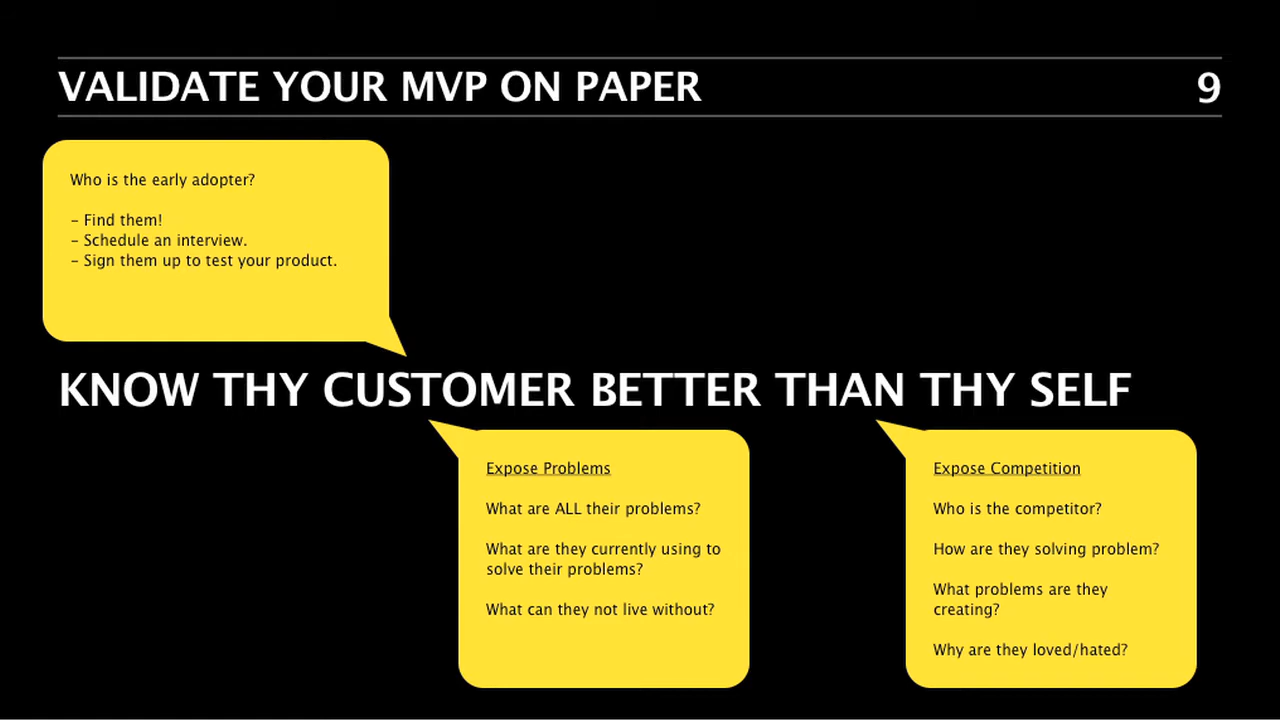 VALIDATE YOUR MVP ON PAPER
9
Who is the early adopter?
- Find them!
- Schedule an interview.
- Sign them up to test your product.
KNOW THY CUSTOMER BETTER THAN THY SELF
Expose Problems
What are ALL their problems?
What are they currently using to
solve their problems?
What can they not live without?
Expose Competition
Who is the competitor?
How are they solving problem?
What problems are they
creating?
Why are they loved/hated?